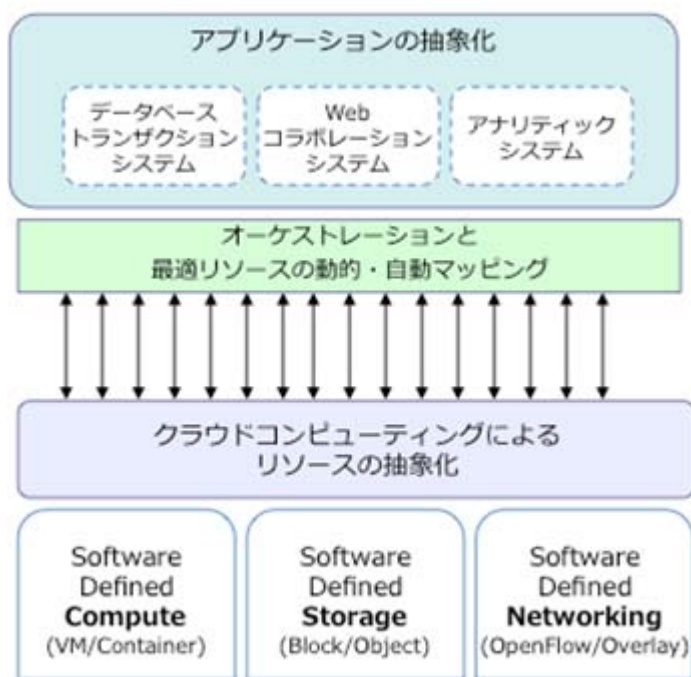 アプリケーションの抽象化
データベース
トランザクション
システム
Web
コラボレーション
システム
アナリティック
システム
オーケストレーションと
最適リソースの動的・自動マッピング
クラウドコンピューティングによる
リソースの抽象化
Software
Defined
Compute
(VM/Container)
Software
Defined
Storage
(Block/Object)
Software
Defined
Networking
(OpenFlow/Overlay)